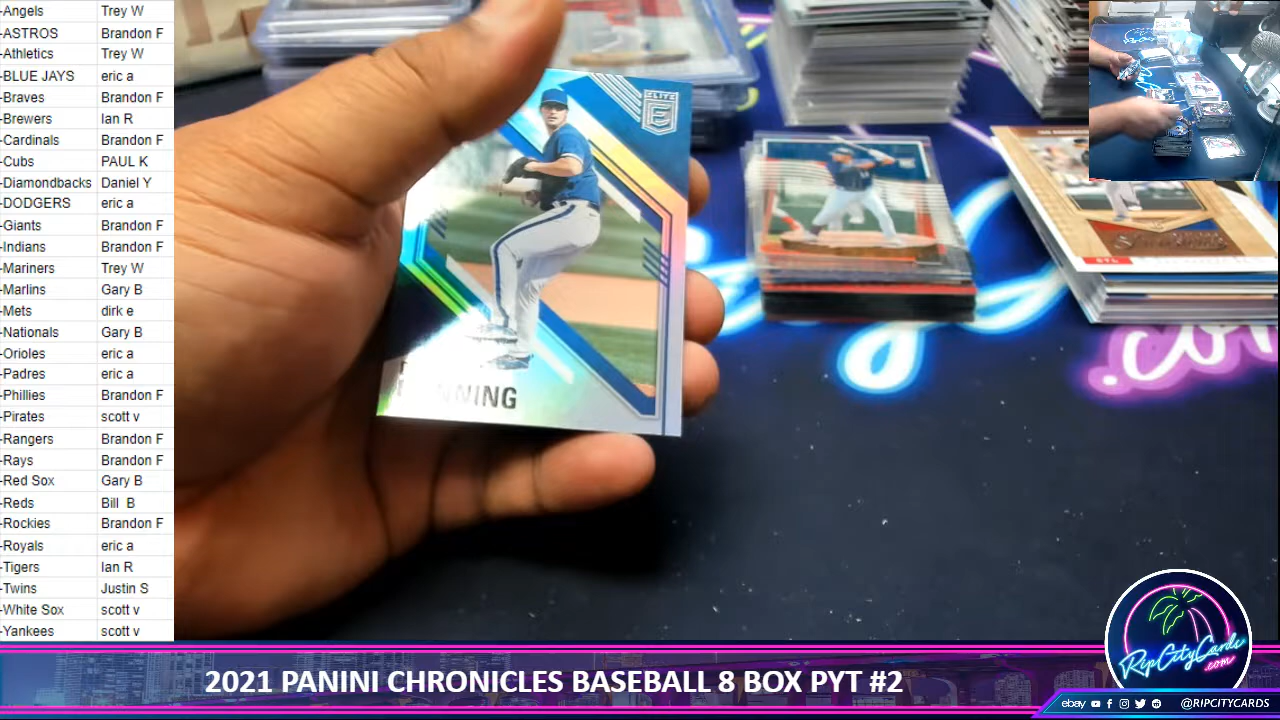 -Angels Trey W
-ASTROS Brandon F
-Athletics Trey W
-BLUE JAYS eric a
-Braves Brandon F
-Brewers Ian R
-Cardinals Brandon F
-Cubs PAUL K
-Diamondbacks Daniel Y
-DODGERS eric a
-Giants Brandon F
-Indians Brandon F
-Mariners Trey W
-Marlins Gary B
-Mets dirk e
-Nationals Gary B
-Orioles eric a
-Padres eric a
-Phillies Brandon F
-Pirates scott v
-Rangers Brandon F
-Rays Brandon F
-Red Sox Gary B
-Reds Bill B
-Rockies Brandon F
-Royals eric a
-Tigers Ian R
-Twins Justin S
-White Sox scott v
-Yankees scott v
ELITE
E
.com
RipCityCards
.com
2021 PANINI CHRONICLES BASEBALL 8 BOX PYT #2
ebay @RIPCITYCARDS